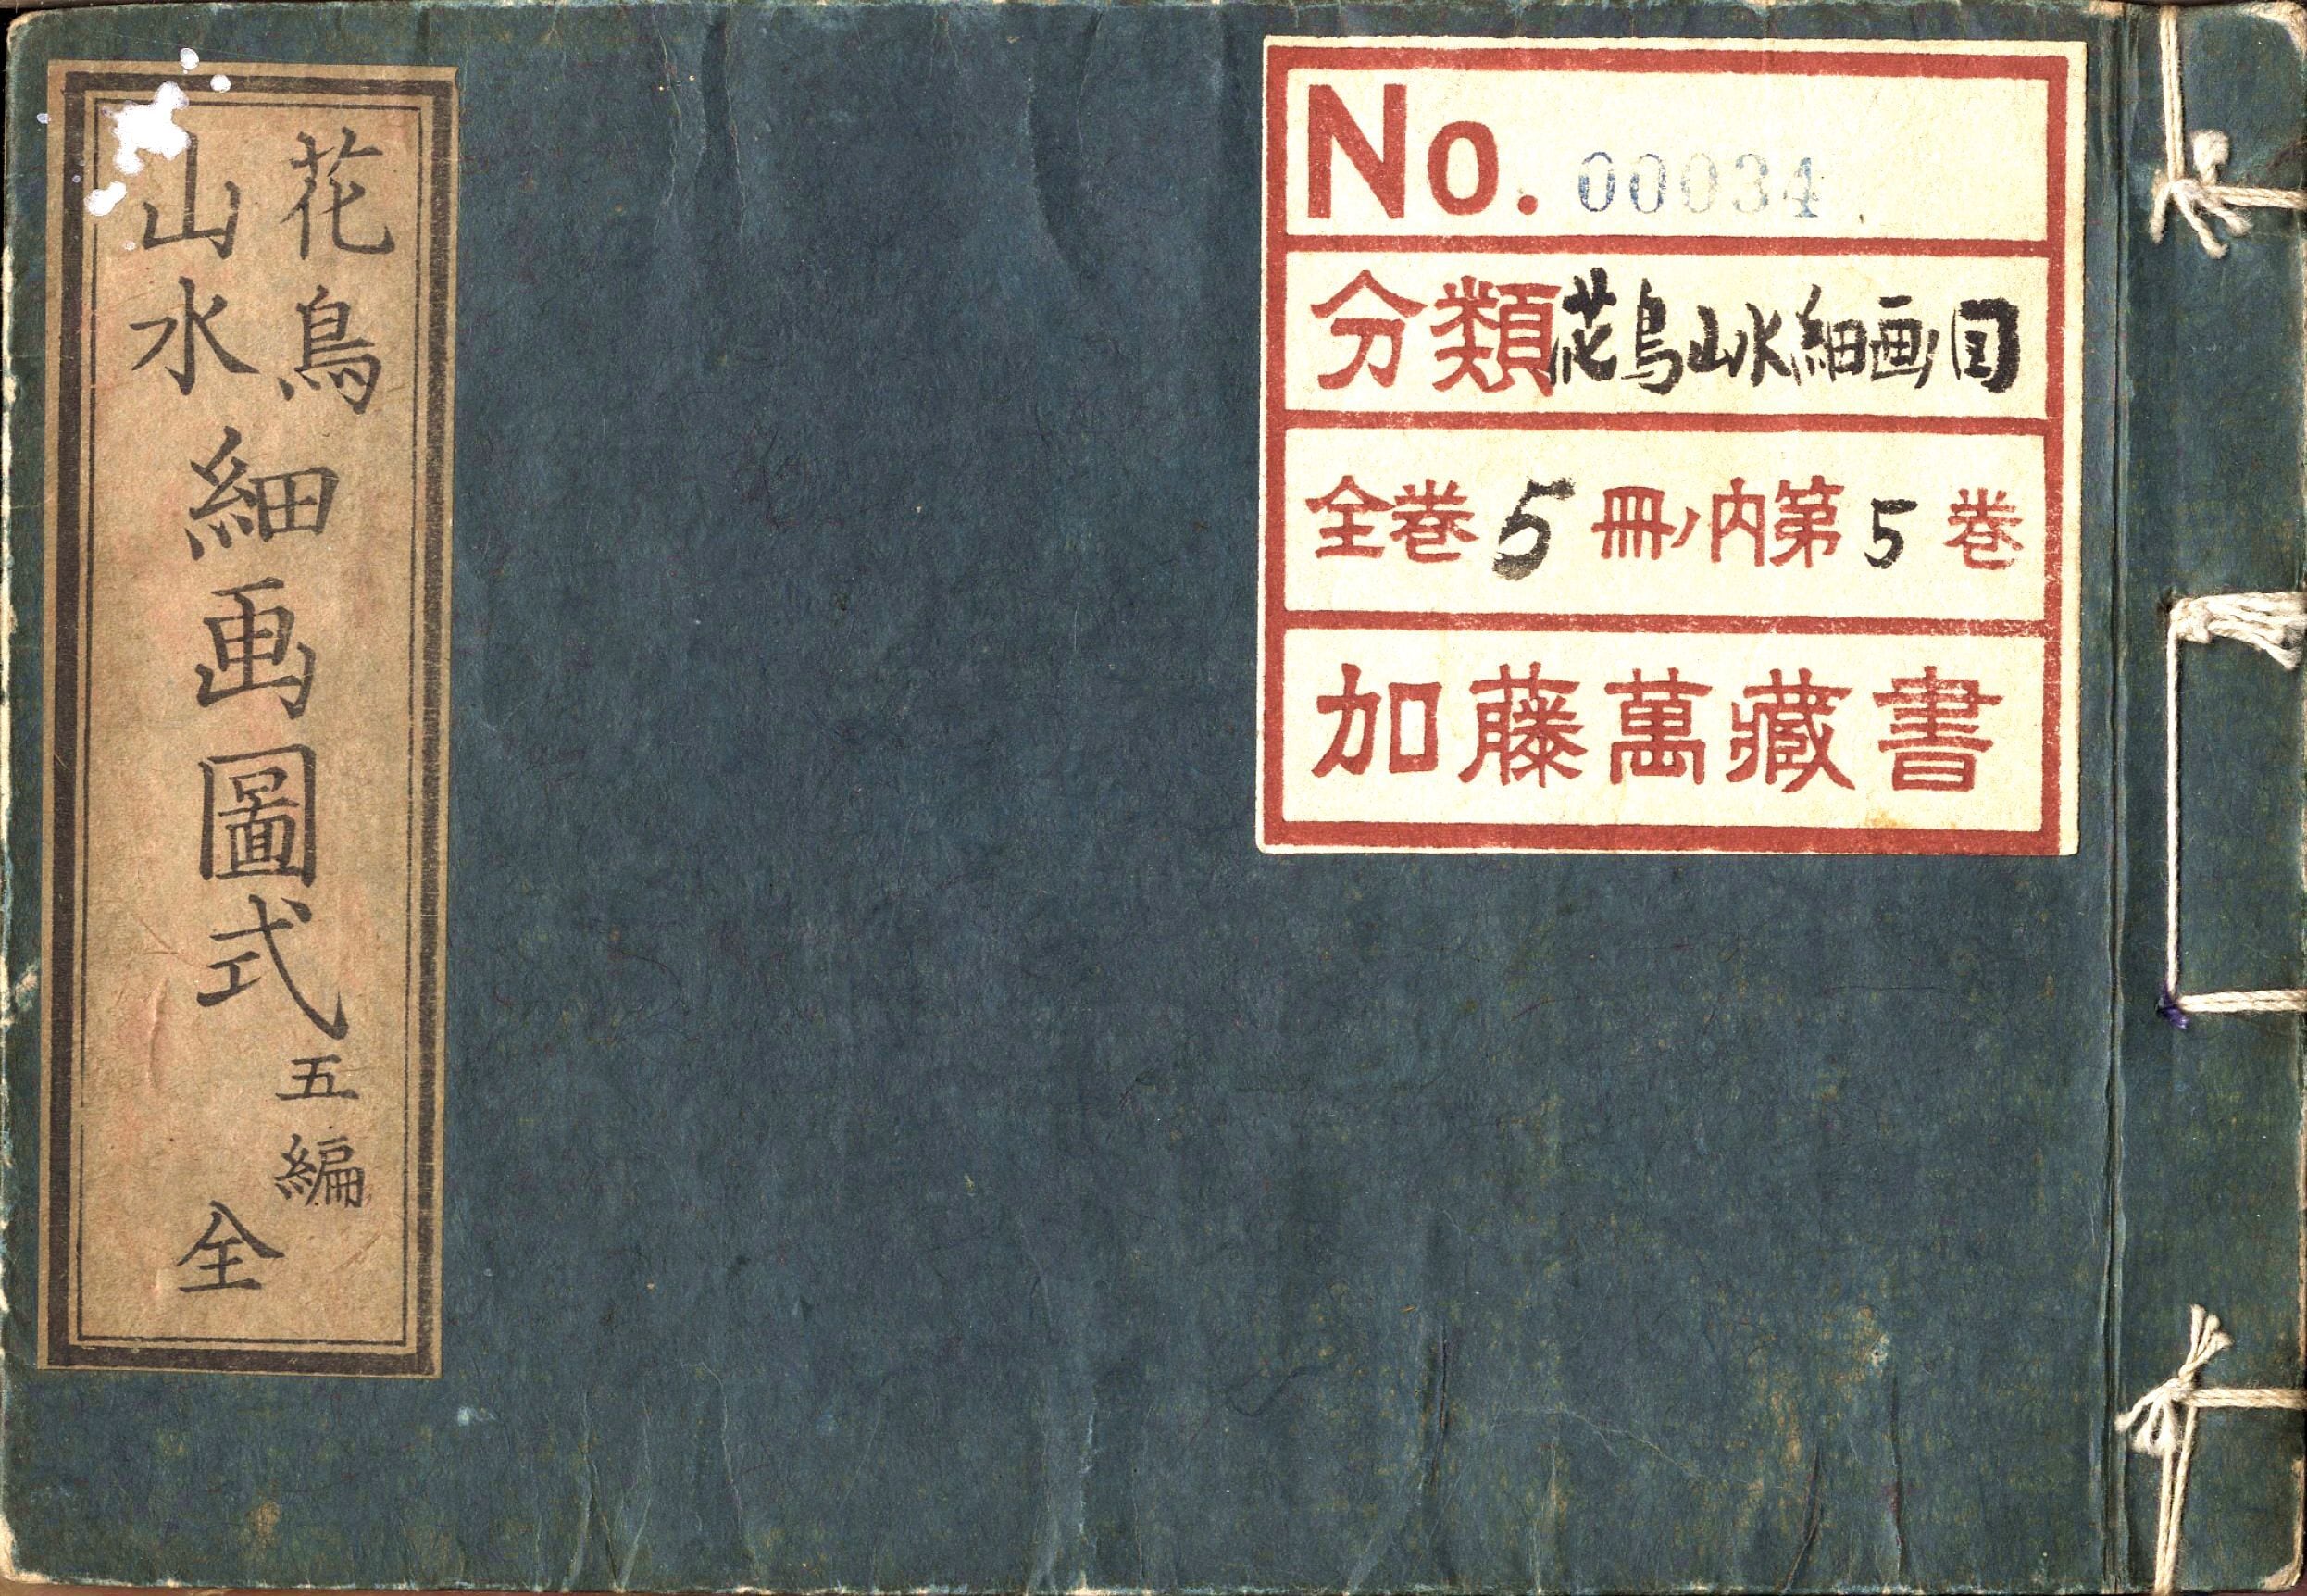 花鳥
山水
細画圖式
五編
全
No. 00034
分類 花鳥山水細画図
全巻 5 冊ノ内第 5 巻
加藤萬藏書